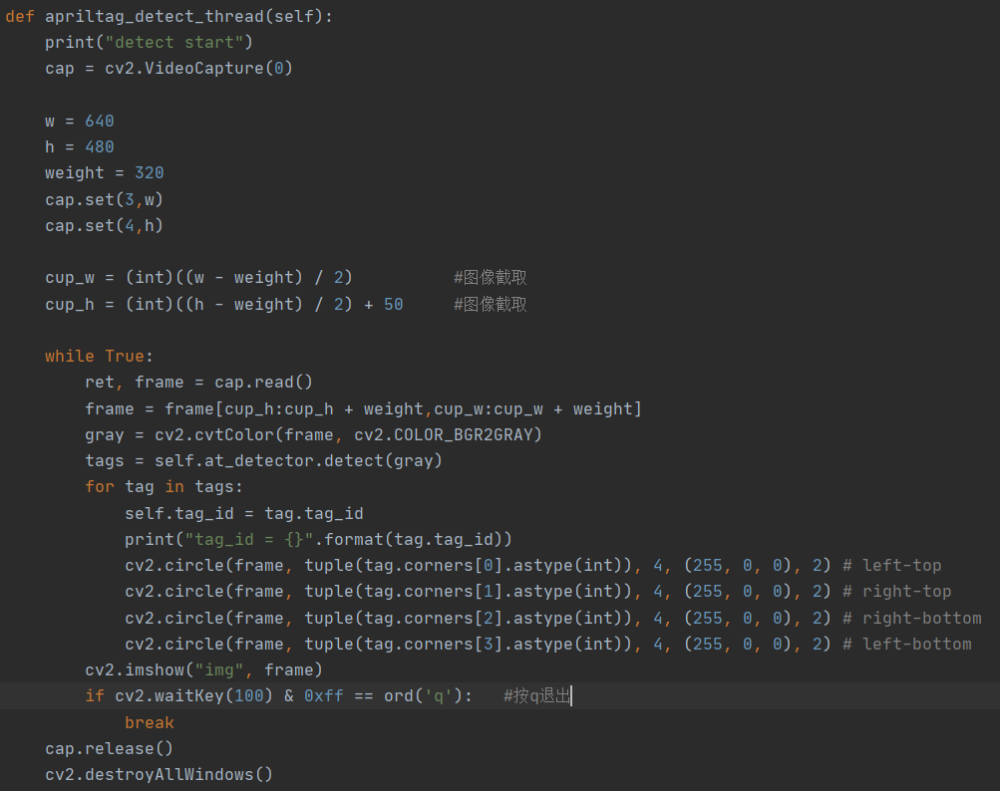 def apriltag_detect_thread(self):
    print("detect start")
    cap = cv2.VideoCapture(0)

    w = 640
    h = 480
    weight = 320
    cap.set(3,w)
    cap.set(4,h)

    cup_w = (int)((w - weight) / 2)          #图像截取
    cup_h = (int)((h - weight) / 2) + 50     #图像截取

    while True:
        ret, frame = cap.read()
        frame = frame[cup_h:cup_h + weight,cup_w:cup_w + weight]
        gray = cv2.cvtColor(frame, cv2.COLOR_BGR2GRAY)
        tags = self.at_detector.detect(gray)
        for tag in tags:
            self.tag_id = tag.tag_id
            print("tag_id = {}".format(tag.tag_id))
            cv2.circle(frame, tuple(tag.corners[0].astype(int)), 4, (255, 0, 0), 2) # left-top
            cv2.circle(frame, tuple(tag.corners[1].astype(int)), 4, (255, 0, 0), 2) # right-top
            cv2.circle(frame, tuple(tag.corners[2].astype(int)), 4, (255, 0, 0), 2) # right-bottom
            cv2.circle(frame, tuple(tag.corners[3].astype(int)), 4, (255, 0, 0), 2) # left-bottom
        cv2.imshow("img", frame)
        if cv2.waitKey(100) & 0xff == ord('q'):   #按q退出
            break
    cap.release()
    cv2.destroyAllWindows()